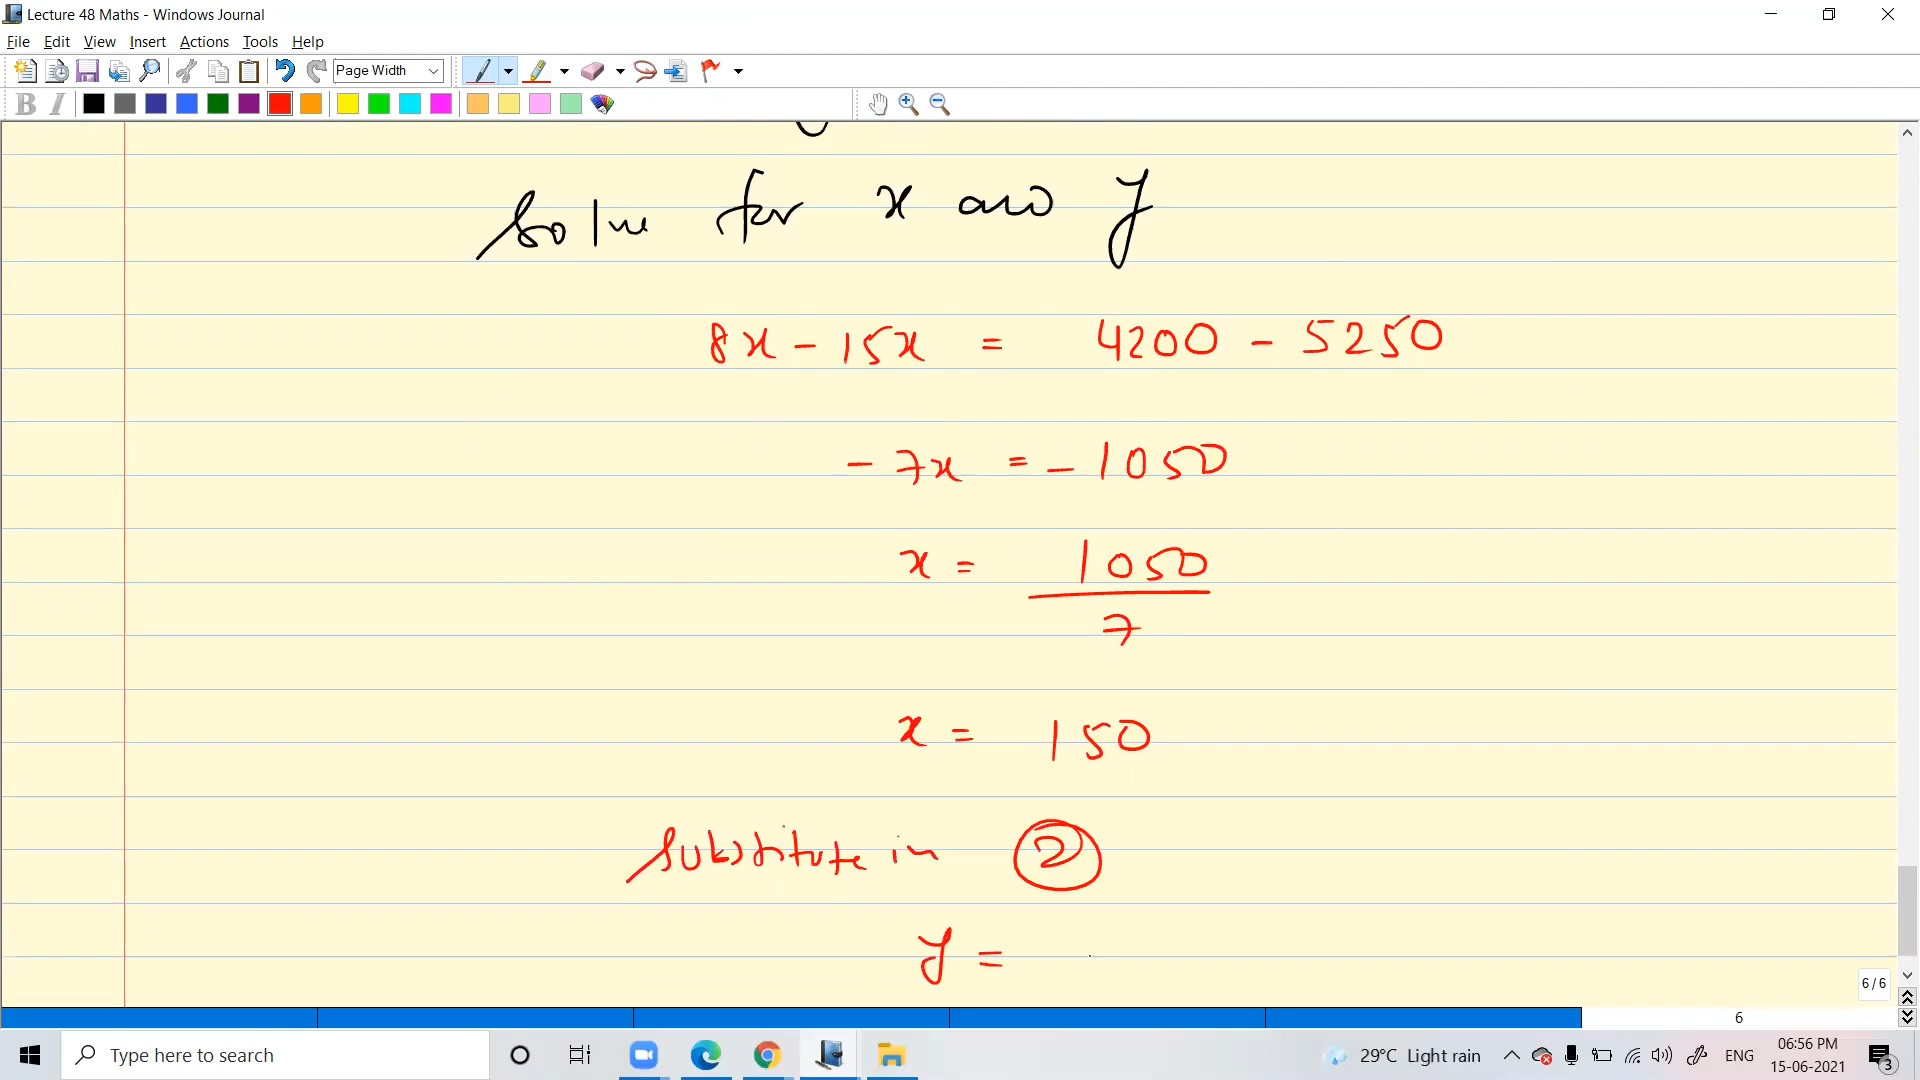 Lecture 48 Maths - Windows Journal
File Edit View Insert Actions Tools Help
Page Width
B I
Solve for x and y
8x - 15x = 4200 - 5250
- 7x = - 1050
x = 1050
7
x = 150
Substitute in 2
y =
6 / 6
6
Type here to search
29°C Light rain
ENG
06:56 PM
15-06-2021
3